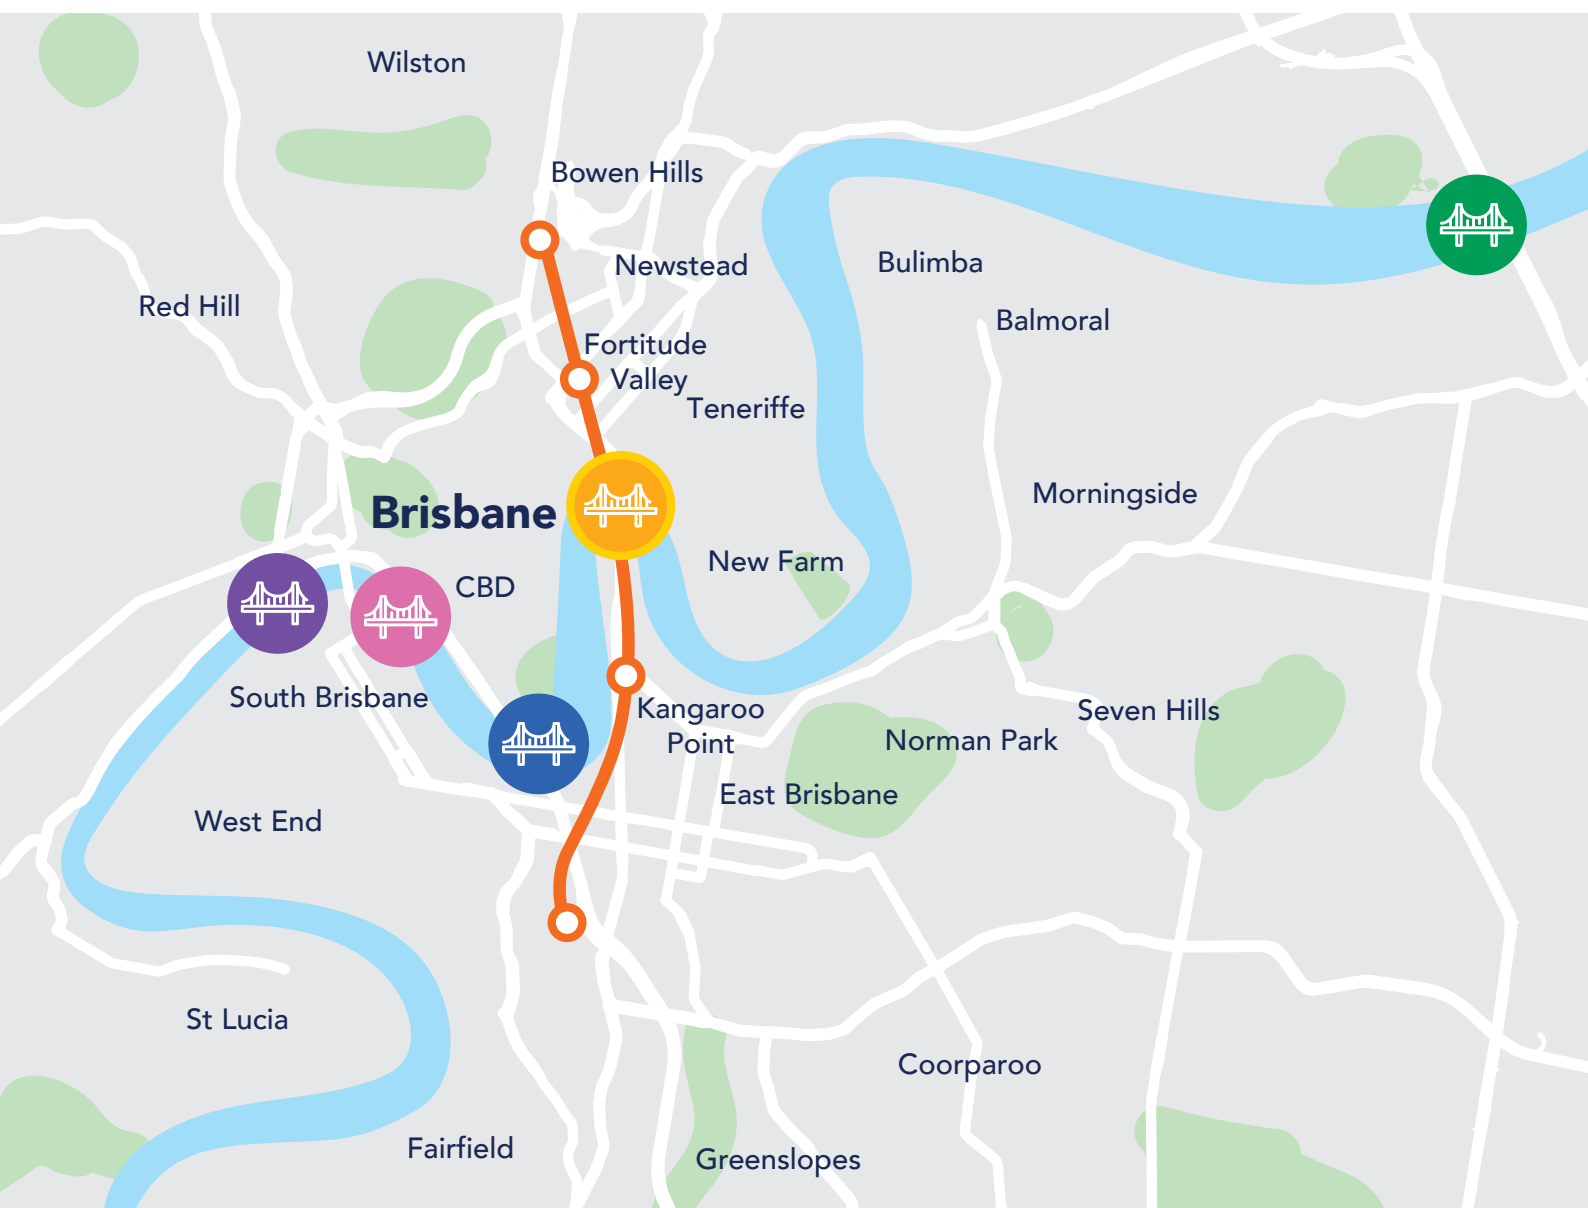 Wilston
Bowen Hills
Newstead
Bulimba
Red Hill
Balmoral
Fortitude
Valley
Teneriffe
Morningside
Brisbane
New Farm
CBD
South Brisbane
Kangaroo
Point
Seven Hills
Norman Park
East Brisbane
West End
St Lucia
Coorparoo
Fairfield
Greenslopes